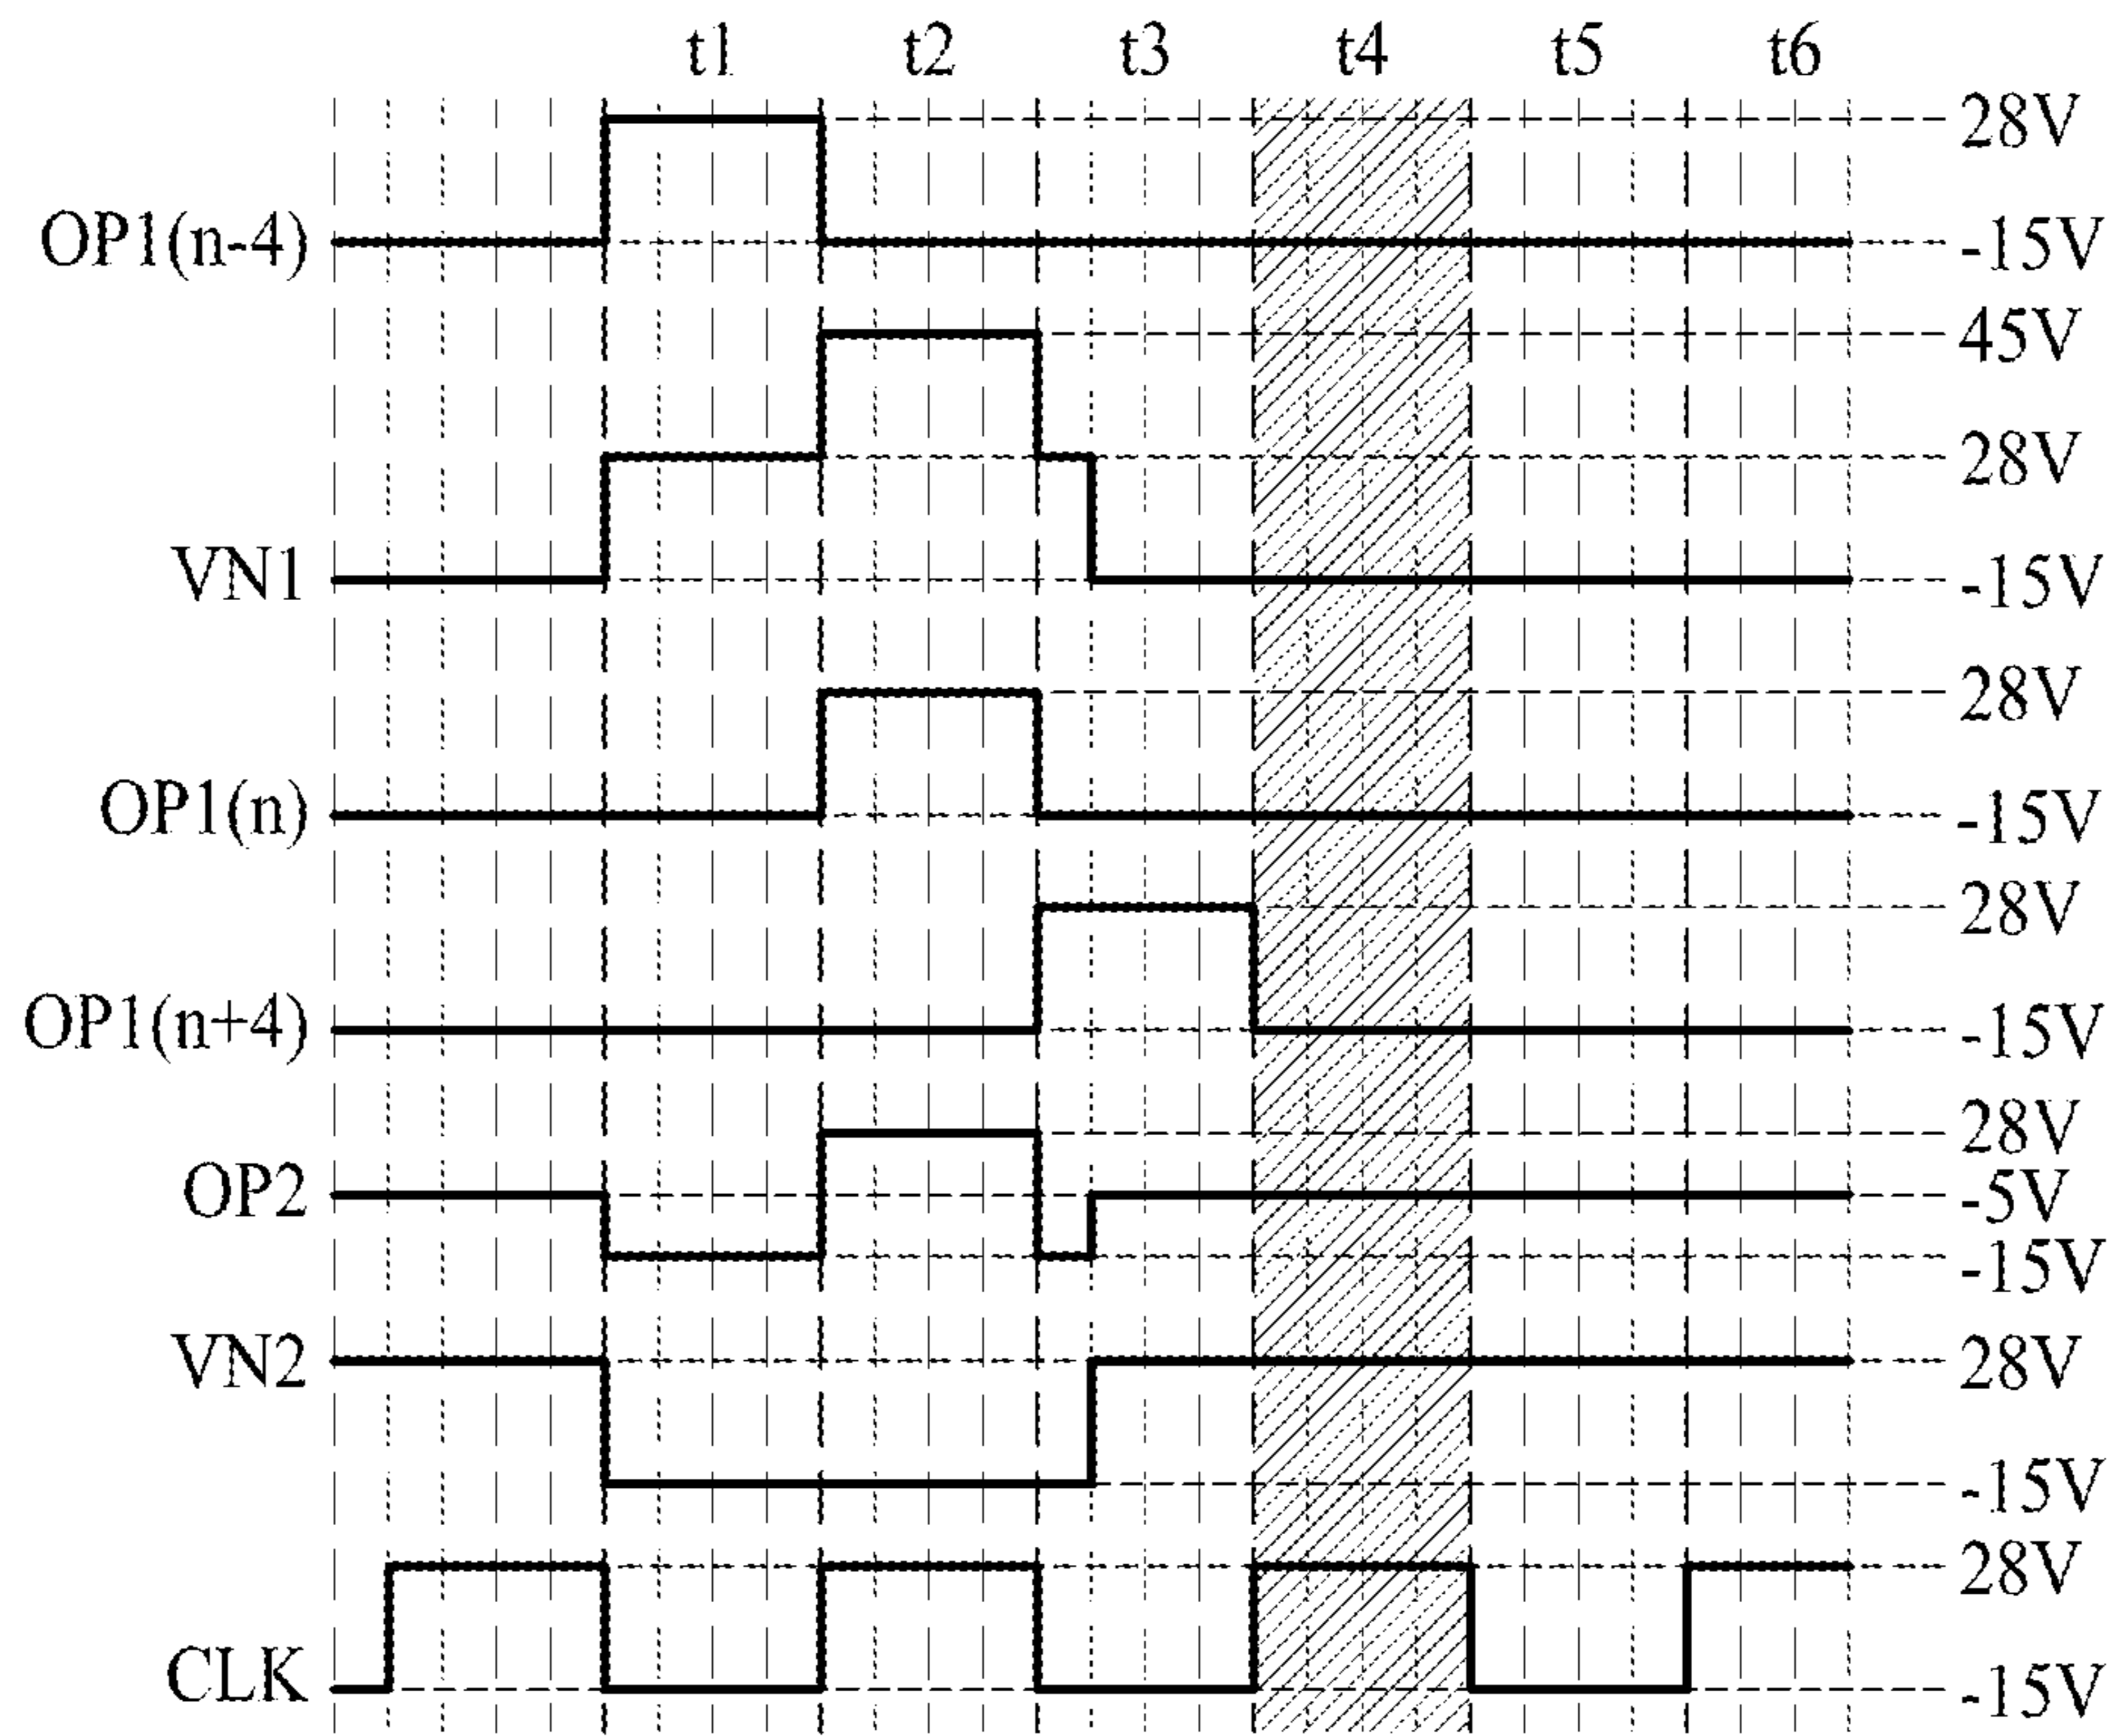 t1 t2 t3 t4 t5 t6
28V
OP1(n-4) -15V
45V
28V
VN1 -15V
28V
OP1(n) -15V
28V
OP1(n+4) -15V
28V
OP2 -5V
-15V
VN2 28V
-15V
28V
CLK -15V